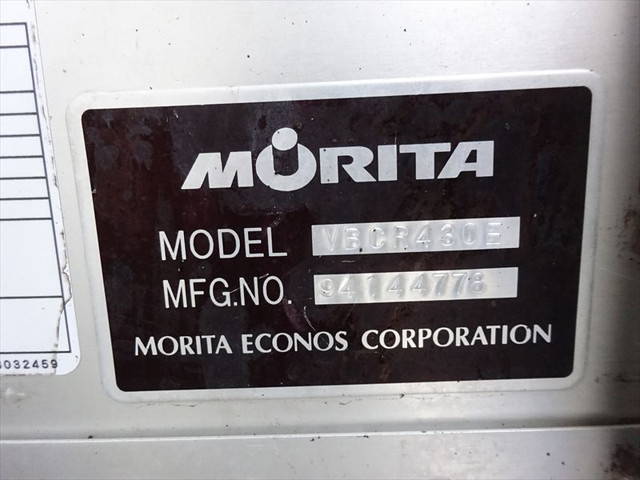 MORITA
MODEL VBCR430E
MFG.NO. 94144778
MORITA ECONOS CORPORATION
032459